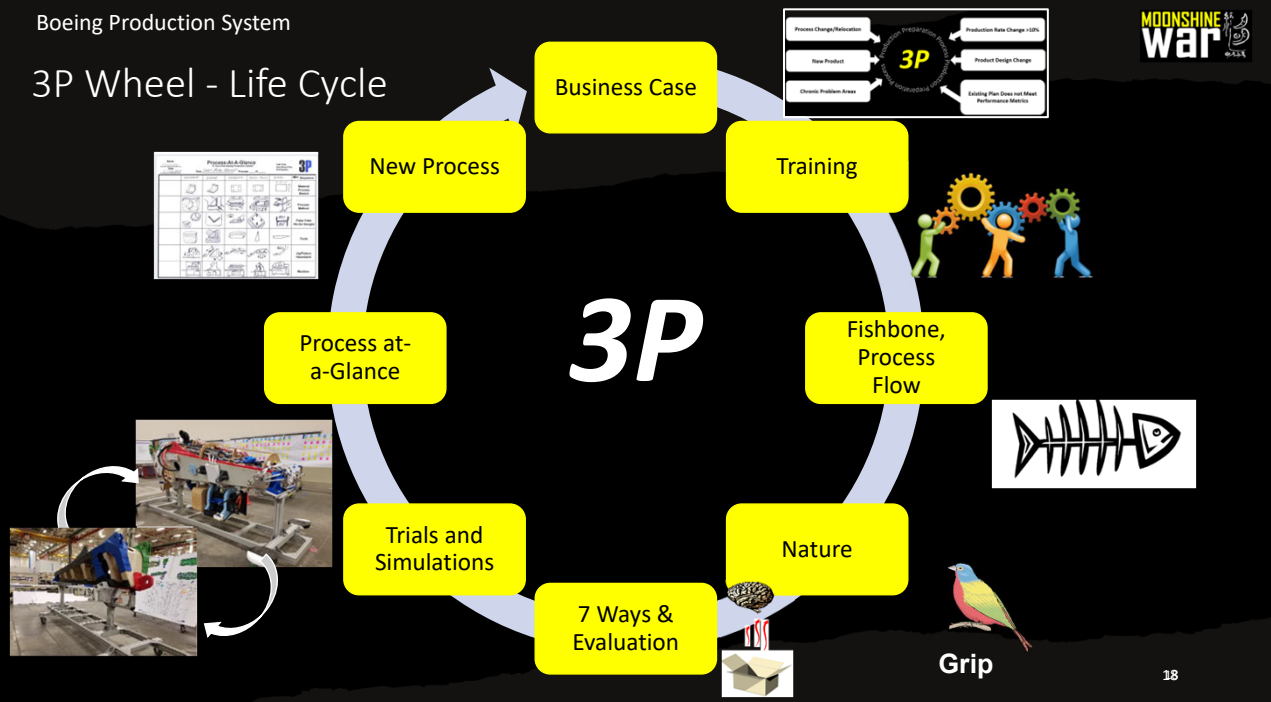 Boeing Production System
3P Wheel - Life Cycle
MOONSHINE
war
Process Change/Relocation
New Product
Chronic Problem Areas
Production Preparation Process
3P
Production Rate Change >10%
Product Design Change
Existing Plan Does not Meet
Performance Metrics
Business Case
Training
Fishbone,
Process
Flow
Nature
Grip
7 Ways &
Evaluation
Trials and
Simulations
Process at-
a-Glance
New Process
3P
Process-At-A-Glance
3P
18